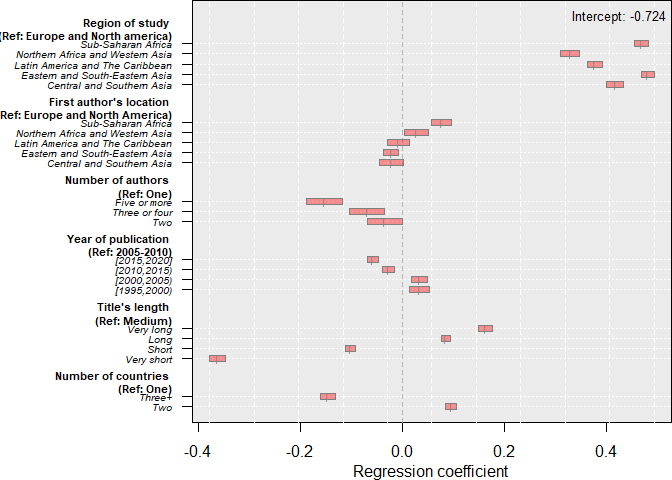 Intercept: -0.724
Region of study
(Ref: Europe and North america)
Sub-Saharan Africa
Northern Africa and Western Asia
Latin America and The Caribbean
Eastern and South-Eastern Asia
Central and Southern Asia
First author's location
Ref: Europe and North America)
Sub-Saharan Africa
Northern Africa and Western Asia
Latin America and The Caribbean
Eastern and South-Eastern Asia
Central and Southern Asia
Number of authors
(Ref: One)
Five or more
Three or four
Two
Year of publication
(Ref: 2005-2010)
[2015,2020]
[2010,2015)
[2000,2005)
[1995,2000)
Title's length
(Ref: Medium)
Very long
Long
Short
Very short
Number of countries
(Ref: One)
Three+
Two
-0.4 -0.2 0.0 0.2 0.4
Regression coefficient